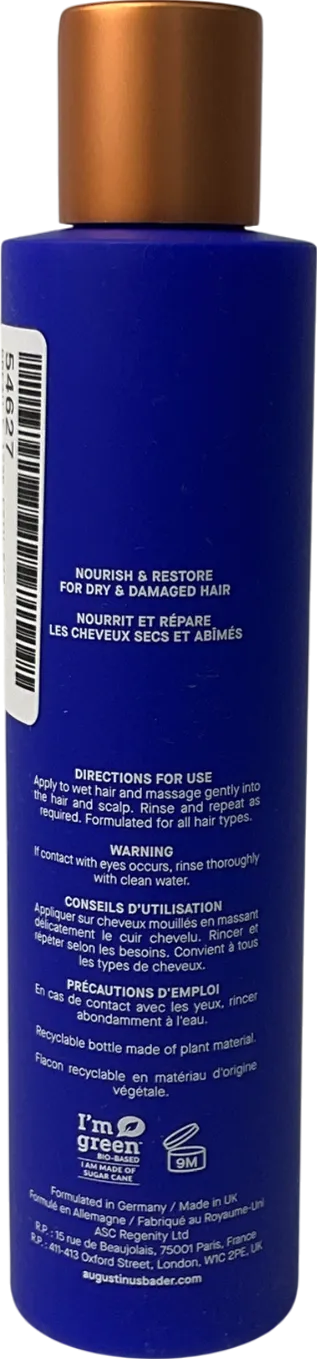 54627
NOURISH & RESTORE
FOR DRY & DAMAGED HAIR
NOURRIT ET RÉPARE
LES CHEVEUX SECS ET ABÎMÉS
DIRECTIONS FOR USE
Apply to wet hair and massage gently into
the hair and scalp. Rinse and repeat as
required. Formulated for all hair types.
WARNING
If contact with eyes occurs, rinse thoroughly
with clean water.
CONSEILS D'UTILISATION
Appliquer sur cheveux mouillés en massant
délicatement le cuir chevelu. Rincer et
répéter selon les besoins. Convient à tous
les types de cheveux.
PRÉCAUTIONS D'EMPLOI
En cas de contact avec les yeux, rincer
abondamment à l'eau.
Recyclable bottle made of plant material.
Flacon recyclable en matériau d'origine
végétale.
I'm
green™
BIO-BASED
I AM MADE OF
SUGAR CANE
9M
Formulated in Germany / Made in UK
Formulé en Allemagne / Fabriqué au Royaume-Uni
ASC Regenity Ltd
R.P.: 15 rue de Beaujolais, 75001 Paris, France
R.P.: 411-413 Oxford Street, London, W1C 2PE, UK
augustinusbader.com